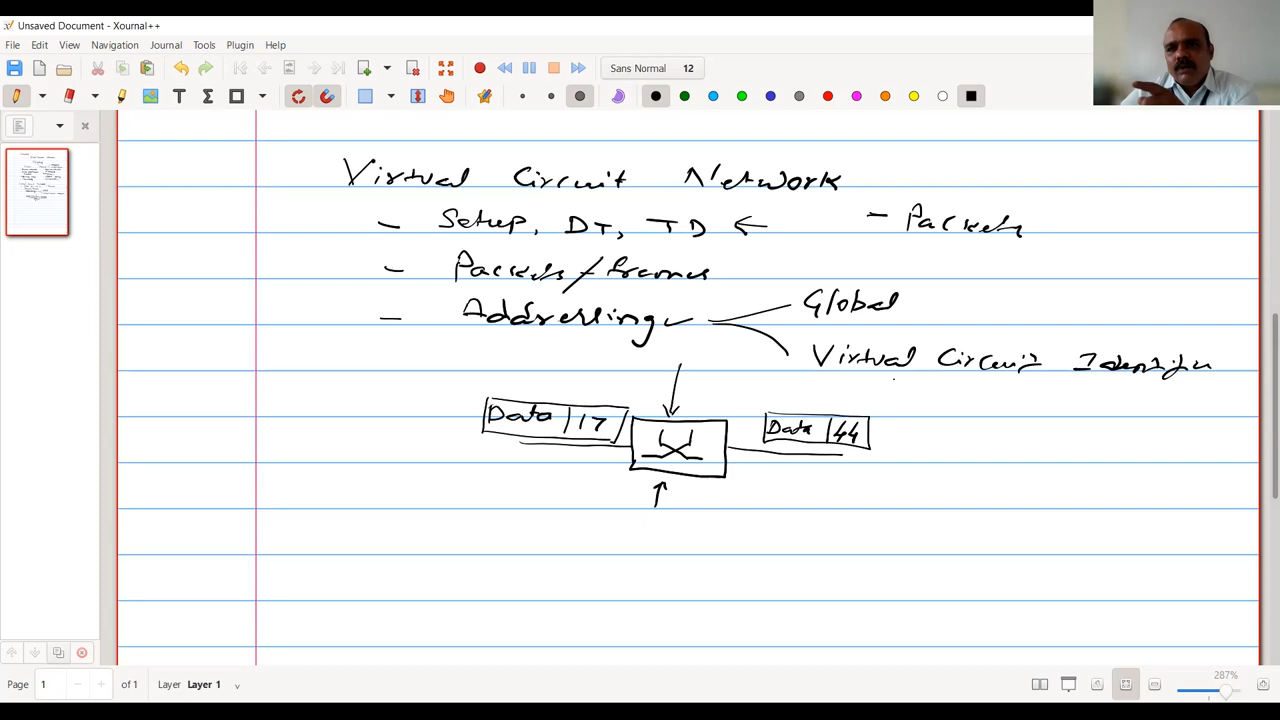 Unsaved Document - Xournal++
File Edit View Navigation Journal Tools Plugin Help
Sans Normal 12
Virtual Circuit Network
- Setup, DT, TD ← - Packets
- Packets/frames
- Addressing Global
Virtual Circuit Identifier
Data 17 Data 44
Page 1 of 1 Layer Layer 1 287%